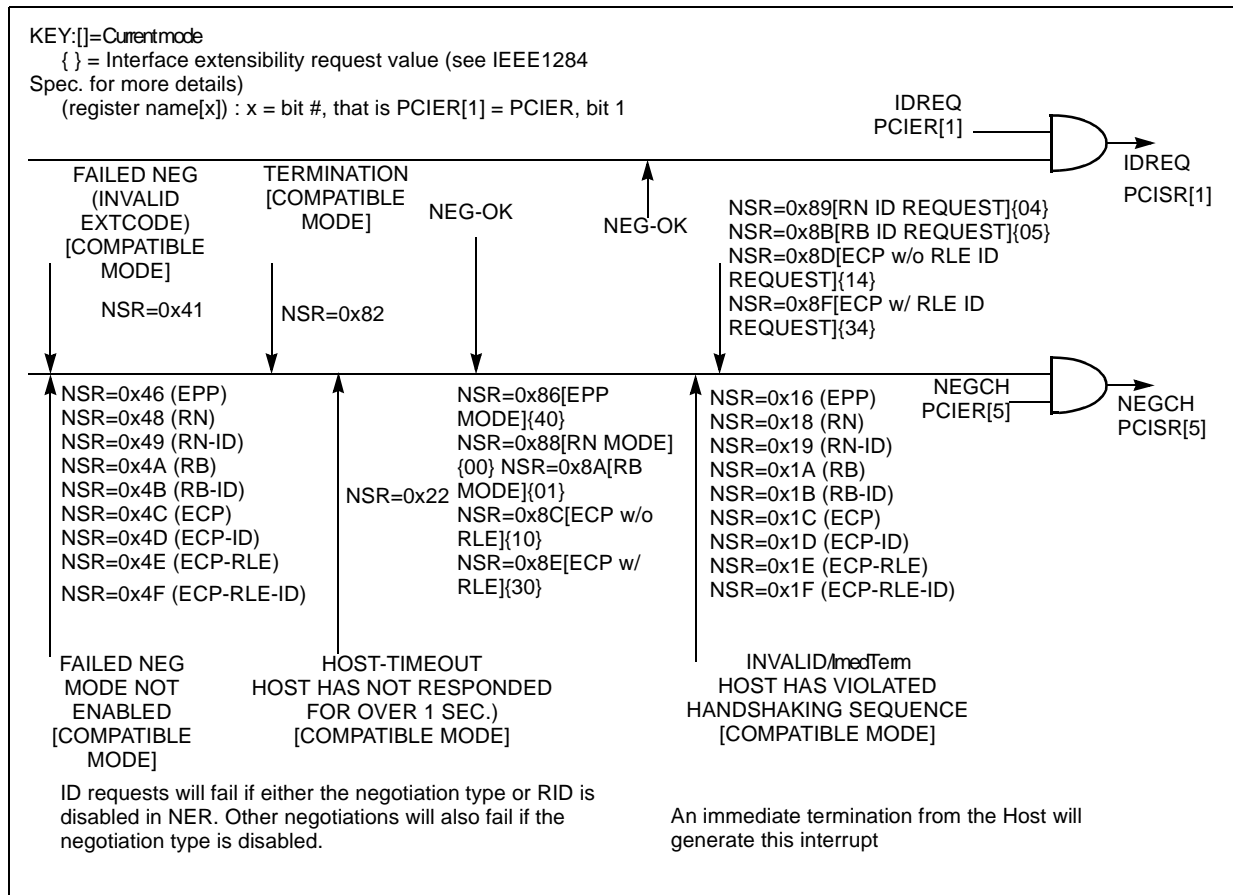 KEY:[]=Currentmode
{ } = Interface extensibility request value (see IEEE1284
Spec. for more details)
(register name[x]) : x = bit #, that is PCIER[1] = PCIER, bit 1
IDREQ
PCIER[1]
IDREQ
PCISR[1]
FAILED NEG
(INVALID
EXTCODE)
[COMPATIBLE
MODE]
NSR=0x41
TERMINATION
[COMPATIBLE
MODE]
NSR=0x82
NEG-OK
NEG-OK
NSR=0x89[RN ID REQUEST]{04}
NSR=0x8B[RB ID REQUEST]{05}
NSR=0x8D[ECP w/o RLE ID
REQUEST]{14}
NSR=0x8F[ECP w/ RLE ID
REQUEST]{34}
NEGCH
PCIER[5]
NEGCH
PCISR[5]
NSR=0x46 (EPP)
NSR=0x48 (RN)
NSR=0x49 (RN-ID)
NSR=0x4A (RB)
NSR=0x4B (RB-ID)
NSR=0x4C (ECP)
NSR=0x4D (ECP-ID)
NSR=0x4E (ECP-RLE)
NSR=0x4F (ECP-RLE-ID)
NSR=0x22
NSR=0x86[EPP
MODE]{40}
NSR=0x88[RN MODE]
{00} NSR=0x8A[RB
MODE]{01}
NSR=0x8C[ECP w/o
RLE]{10}
NSR=0x8E[ECP w/
RLE]{30}
NSR=0x16 (EPP)
NSR=0x18 (RN)
NSR=0x19 (RN-ID)
NSR=0x1A (RB)
NSR=0x1B (RB-ID)
NSR=0x1C (ECP)
NSR=0x1D (ECP-ID)
NSR=0x1E (ECP-RLE)
NSR=0x1F (ECP-RLE-ID)
FAILED NEG
MODE NOT
ENABLED
[COMPATIBLE
MODE]
HOST-TIMEOUT
HOST HAS NOT RESPONDED
FOR OVER 1 SEC.)
[COMPATIBLE MODE]
INVALID/ImedTerm
HOST HAS VIOLATED
HANDSHAKING SEQUENCE
[COMPATIBLE MODE]
ID requests will fail if either the negotiation type or RID is
disabled in NER. Other negotiations will also fail if the
negotiation type is disabled.
An immediate termination from the Host will
generate this interrupt